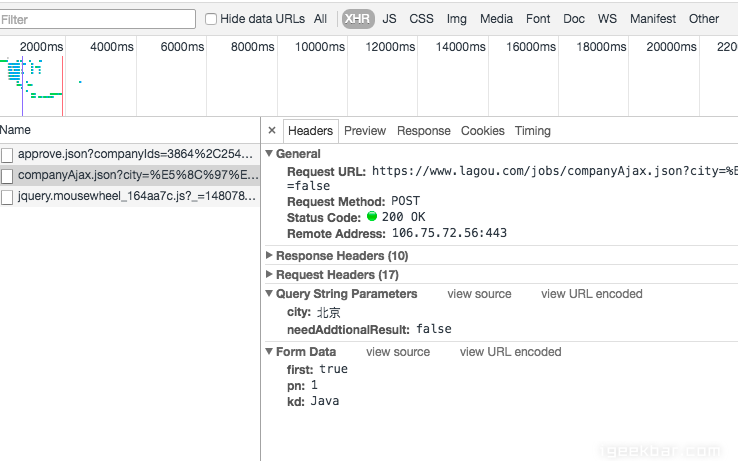 Filter Hide data URLs All XHR JS CSS Img Media Font Doc WS Manifest Other
2000ms 4000ms 6000ms 8000ms 10000ms 12000ms 14000ms 16000ms 18000ms 20000ms 220
Name
× Headers Preview Response Cookies Timing
approve.json?companyIds=3864%2C254...
companyAjax.json?city=%E5%8C%97%E...
jquery.mousewheel_164aa7c.js?_=148078...
General
Request URL: https://www.lagou.com/jobs/companyAjax.json?city=%E
=false
Request Method: POST
Status Code: 200 OK
Remote Address: 106.75.72.56:443
Response Headers (10)
Request Headers (17)
Query String Parameters view source view URL encoded
city: 北京
needAddtionalResult: false
Form Data view source view URL encoded
first: true
pn: 1
kd: Java